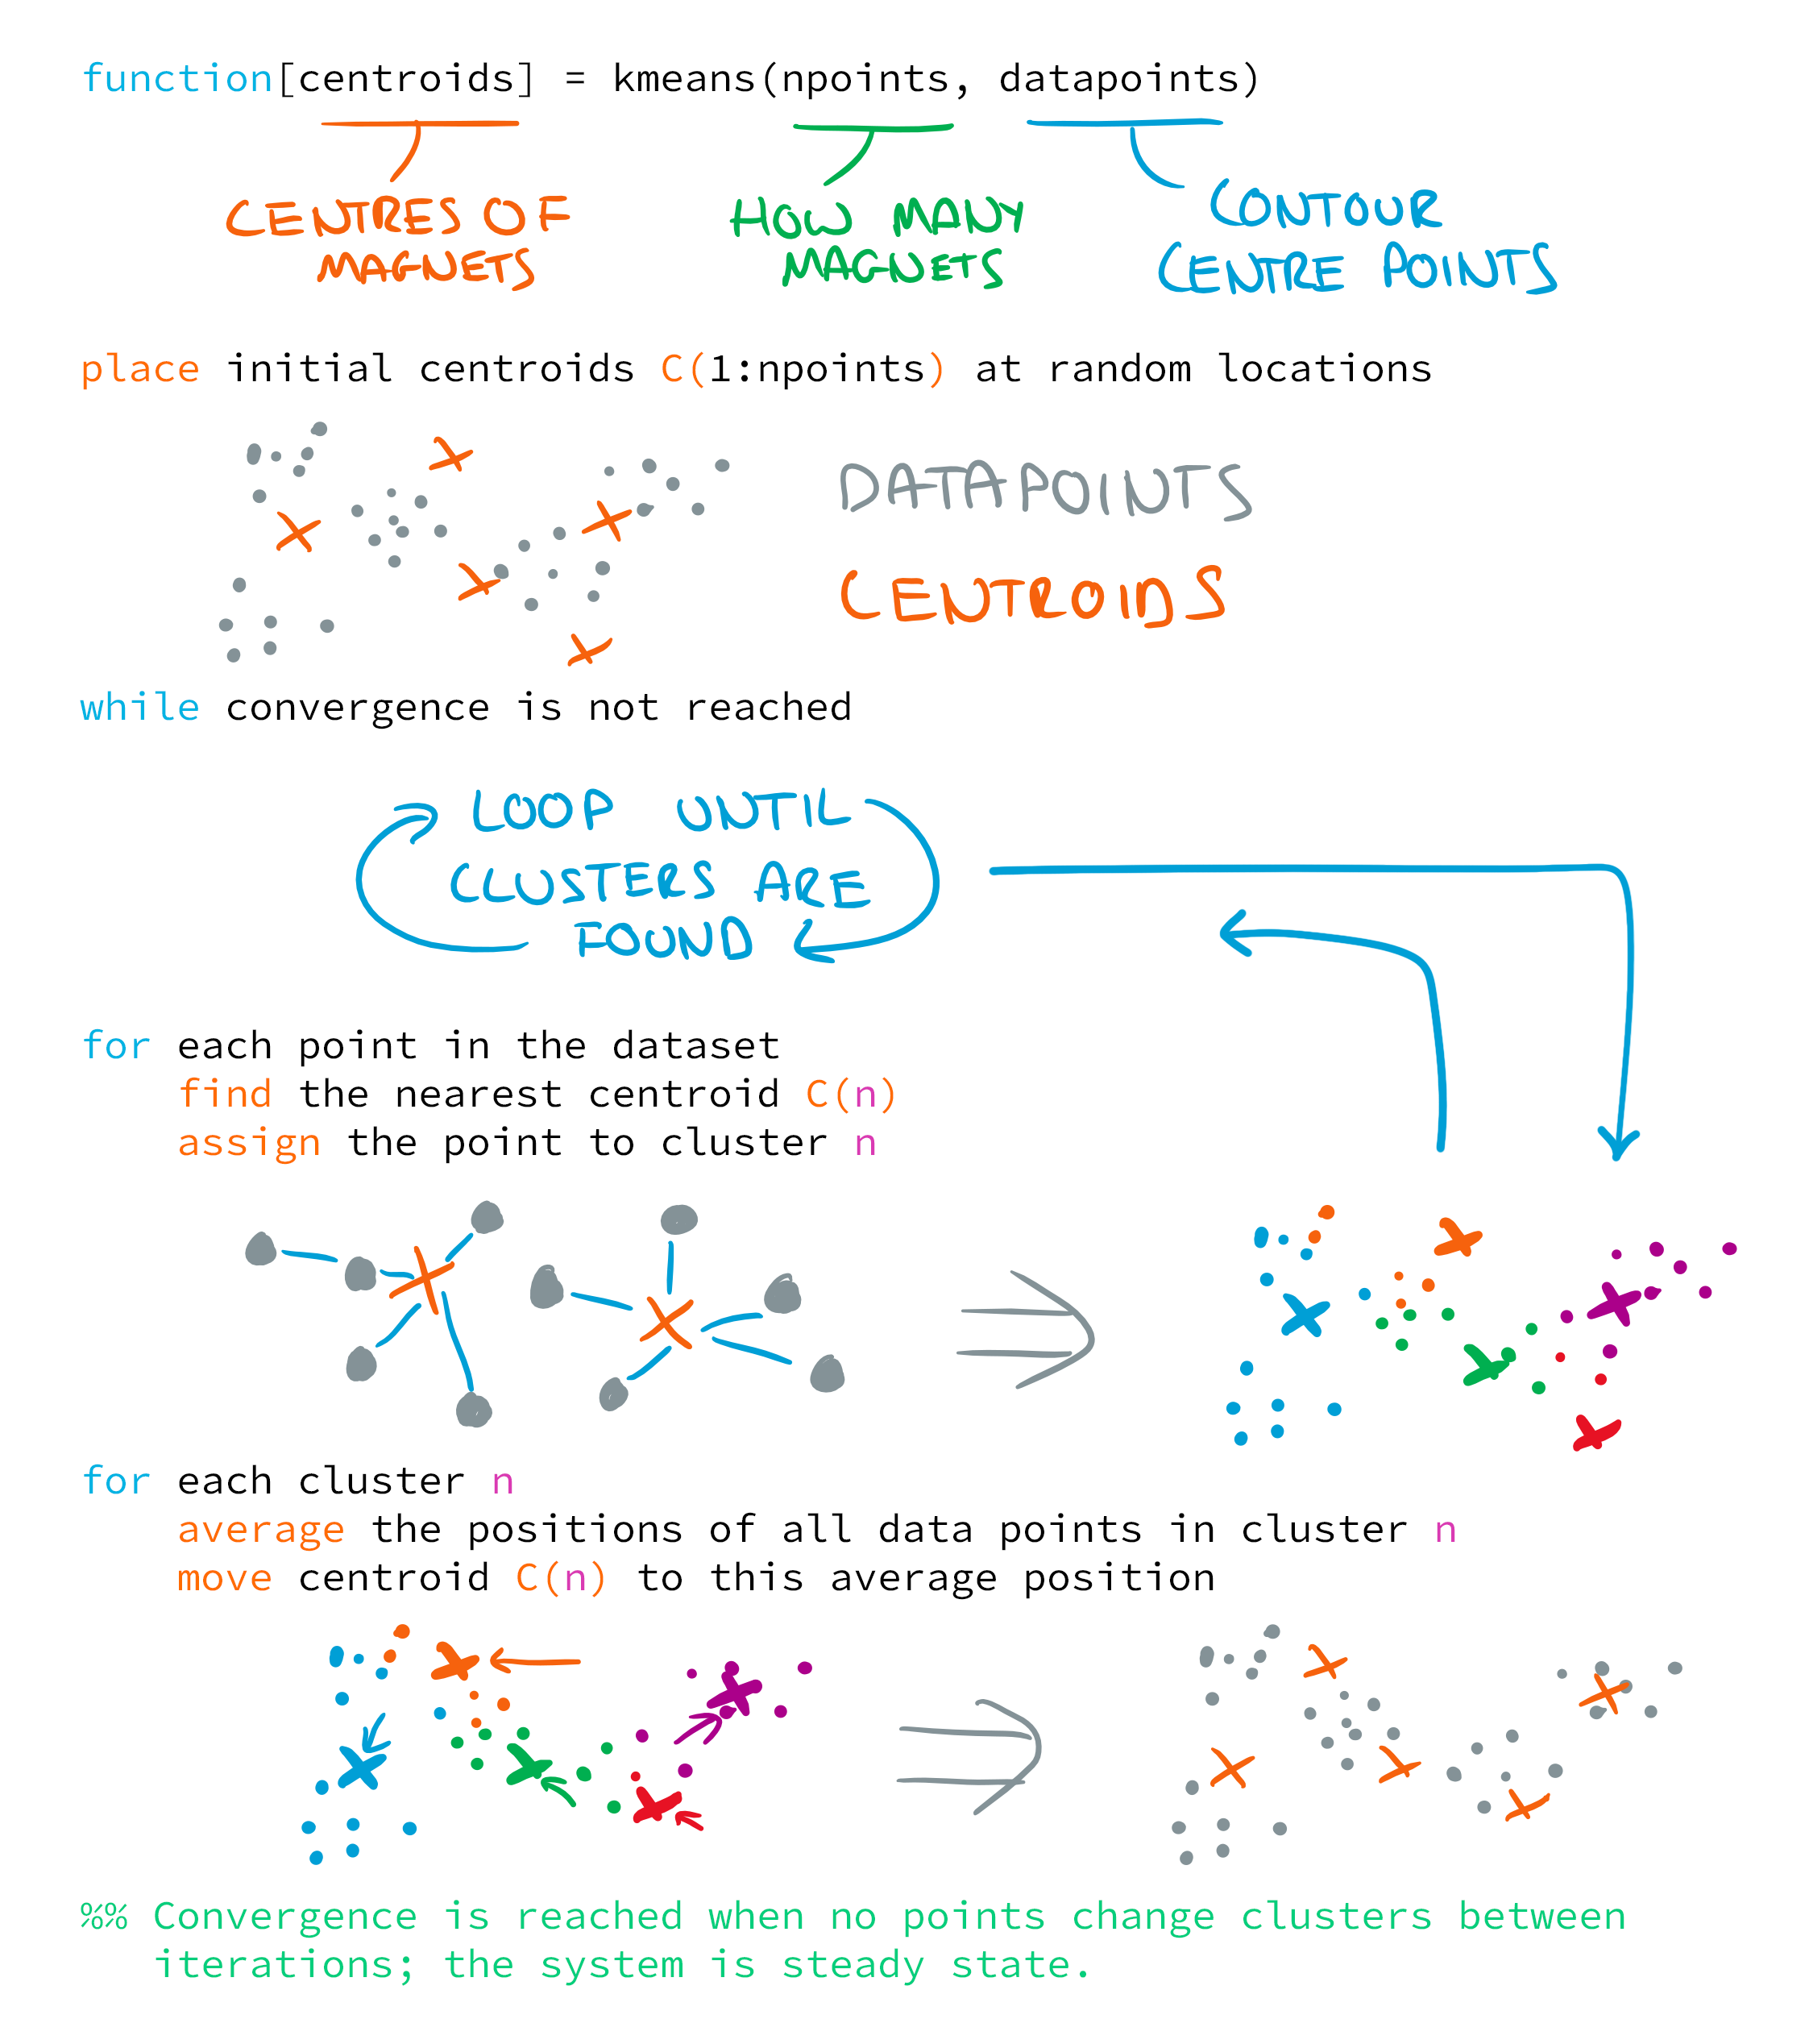 function[centroids] = kmeans(npoints, datapoints)
CENTRES OF
MAGNETS
HOW MANY
MAGNETS
CONTOUR
CENTRE POINTS
place initial centroids C(1:npoints) at random locations
DATAPOINTS
CENTROIDS
while convergence is not reached
LOOP UNTIL
CLUSTERS ARE
FOUND
for each point in the dataset
find the nearest centroid C(n)
assign the point to cluster n
for each cluster n
average the positions of all data points in cluster n
move centroid C(n) to this average position
%% Convergence is reached when no points change clusters between
iterations; the system is steady state.